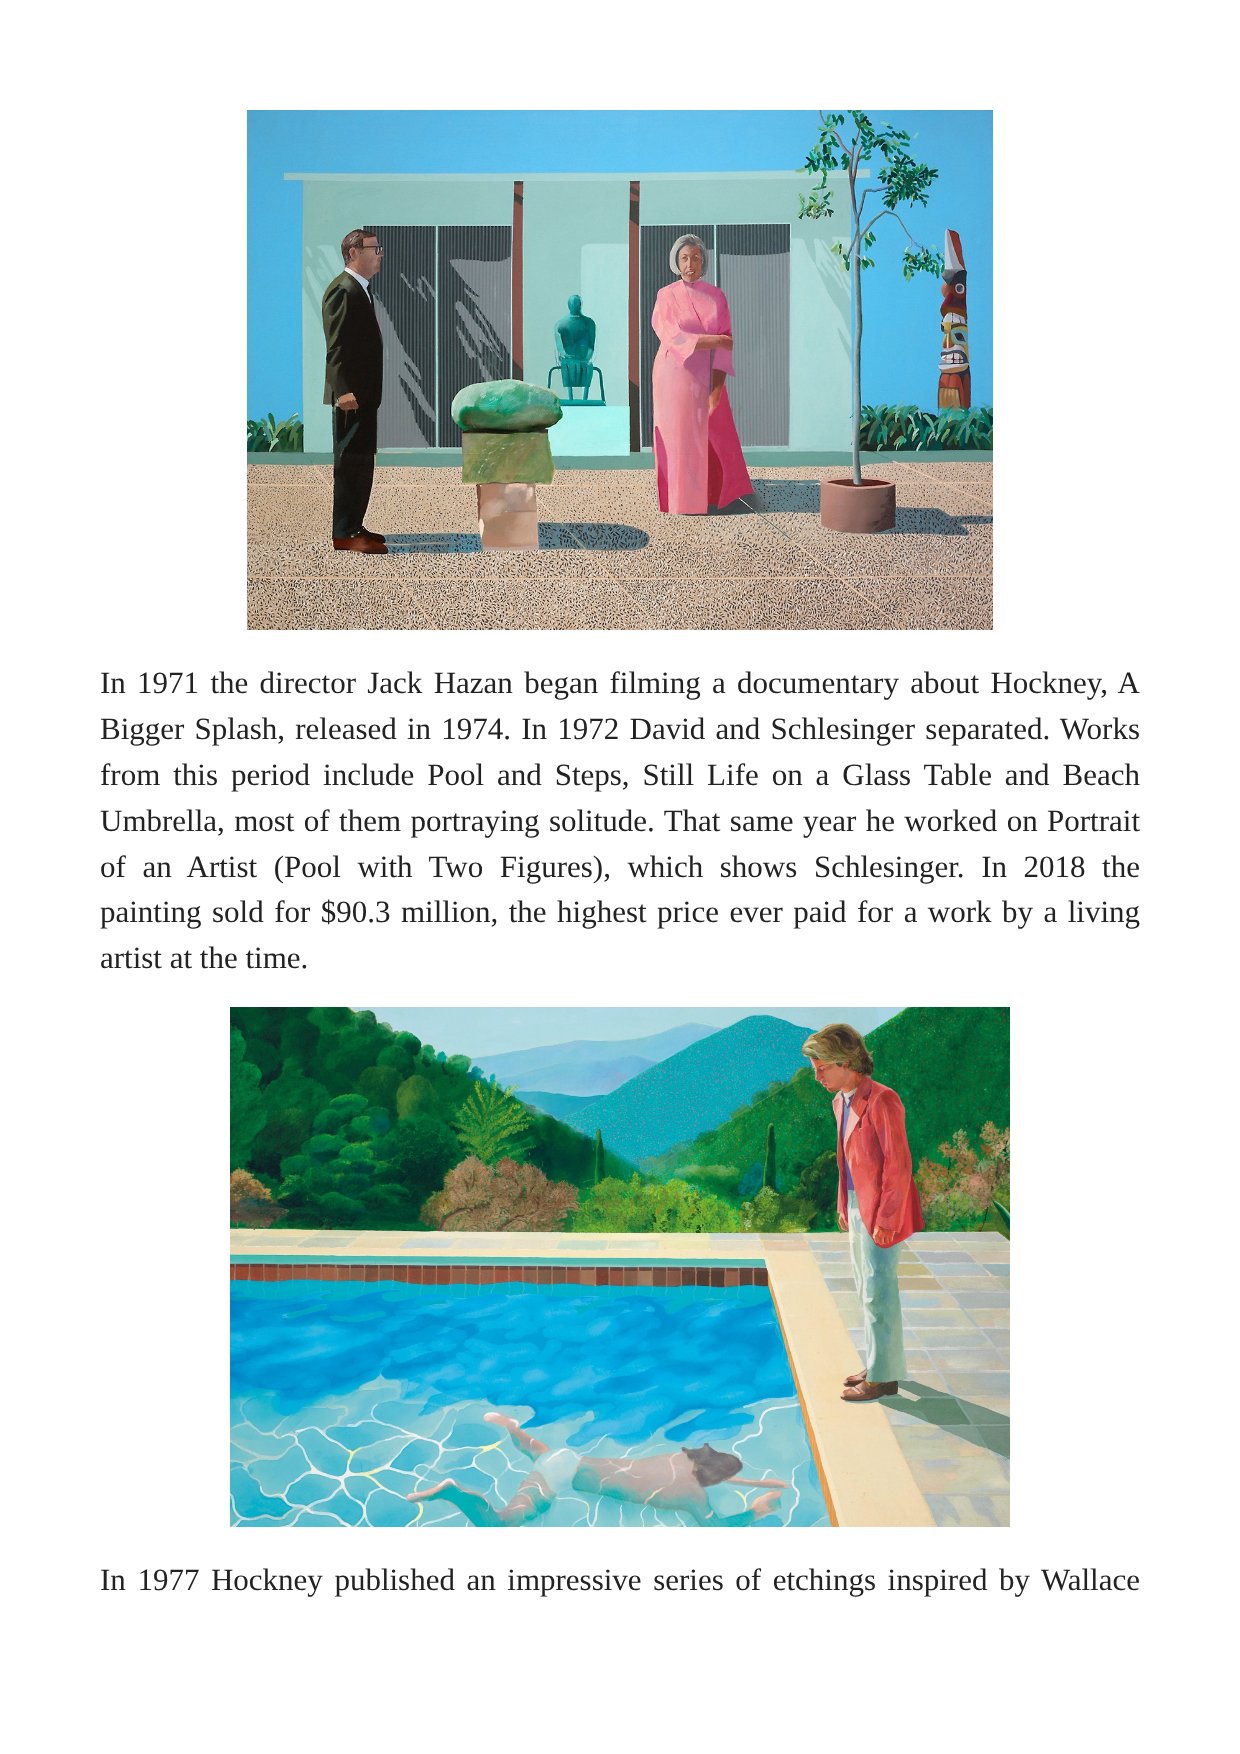 In 1971 the director Jack Hazan began filming a documentary about Hockney, A
Bigger Splash, released in 1974. In 1972 David and Schlesinger separated. Works
from this period include Pool and Steps, Still Life on a Glass Table and Beach
Umbrella, most of them portraying solitude. That same year he worked on Portrait
of an Artist (Pool with Two Figures), which shows Schlesinger. In 2018 the
painting sold for $90.3 million, the highest price ever paid for a work by a living
artist at the time.
In 1977 Hockney published an impressive series of etchings inspired by Wallace